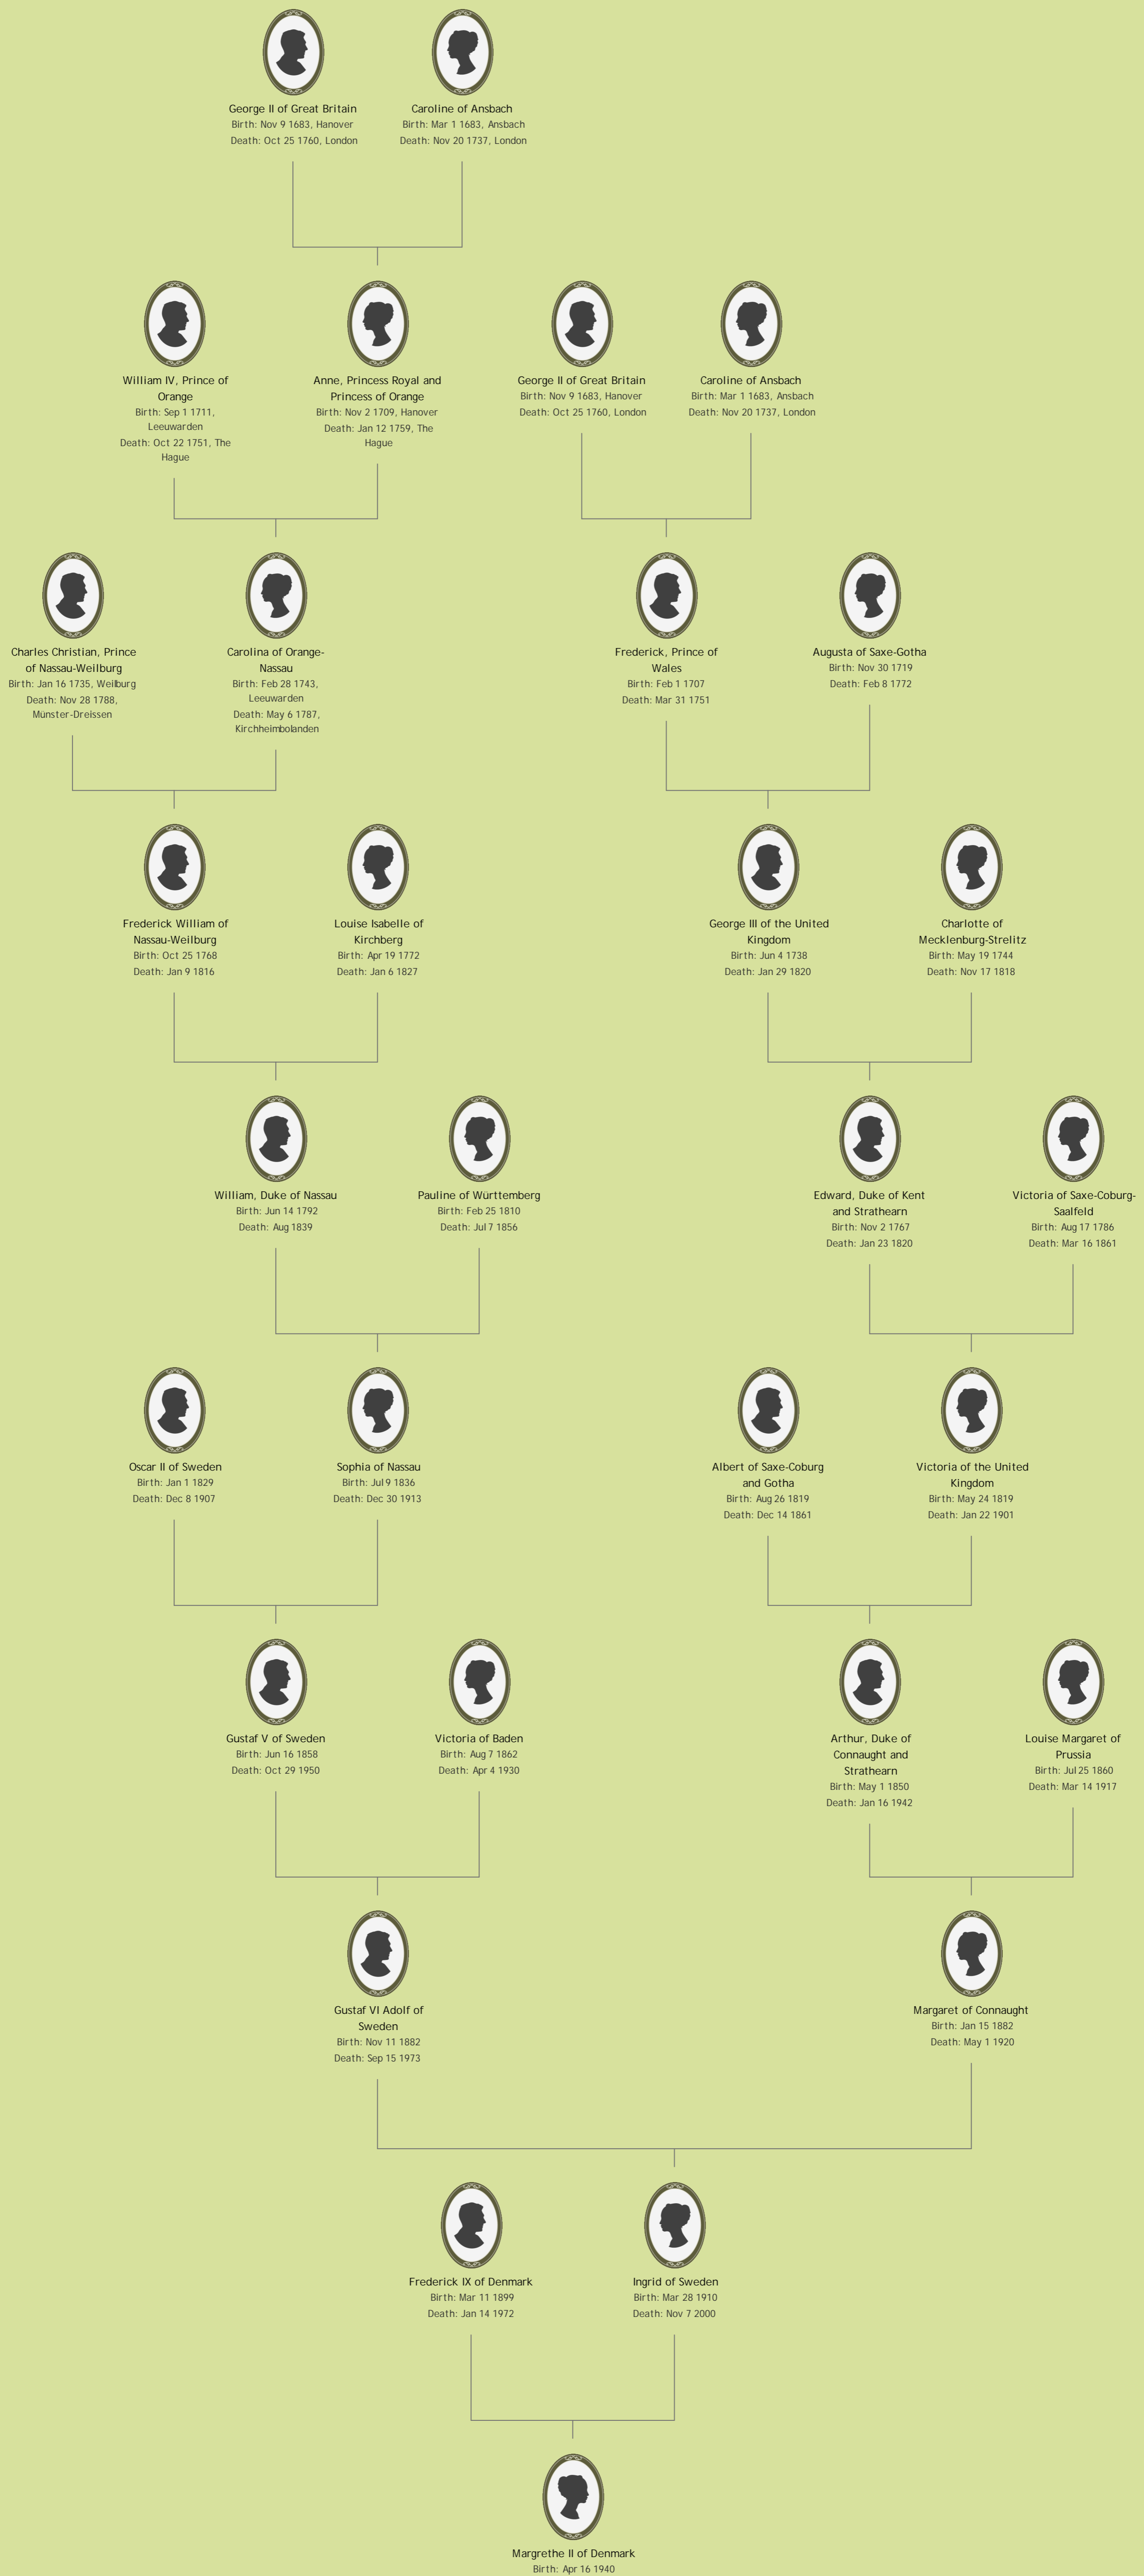 George II of Great Britain
Birth: Nov 9 1683, Hanover
Death: Oct 25 1760, London
Caroline of Ansbach
Birth: Mar 1 1683, Ansbach
Death: Nov 20 1737, London
William IV, Prince of
Orange
Birth: Sep 1 1711,
Leeuwarden
Death: Oct 22 1751, The
Hague
Anne, Princess Royal and
Princess of Orange
Birth: Nov 2 1709, Hanover
Death: Jan 12 1759, The
Hague
George II of Great Britain
Birth: Nov 9 1683, Hanover
Death: Oct 25 1760, London
Caroline of Ansbach
Birth: Mar 1 1683, Ansbach
Death: Nov 20 1737, London
Charles Christian, Prince
of Nassau-Weilburg
Birth: Jan 16 1735, Weilburg
Death: Nov 28 1788,
Münster-Dreissen
Carolina of Orange-
Nassau
Birth: Feb 28 1743,
Leeuwarden
Death: May 6 1787,
Kirchheimbolanden
Frederick, Prince of
Wales
Birth: Feb 1 1707
Death: Mar 31 1751
Augusta of Saxe-Gotha
Birth: Nov 30 1719
Death: Feb 8 1772
Frederick William of
Nassau-Weilburg
Birth: Oct 25 1768
Death: Jan 9 1816
Louise Isabelle of
Kirchberg
Birth: Apr 19 1772
Death: Jan 6 1827
George III of the United
Kingdom
Birth: Jun 4 1738
Death: Jan 29 1820
Charlotte of
Mecklenburg-Strelitz
Birth: May 19 1744
Death: Nov 17 1818
William, Duke of Nassau
Birth: Jun 14 1792
Death: Aug 1839
Pauline of Württemberg
Birth: Feb 25 1810
Death: Jul 7 1856
Edward, Duke of Kent
and Strathearn
Birth: Nov 2 1767
Death: Jan 23 1820
Victoria of Saxe-Coburg-
Saalfeld
Birth: Aug 17 1786
Death: Mar 16 1861
Oscar II of Sweden
Birth: Jan 1 1829
Death: Dec 8 1907
Sophia of Nassau
Birth: Jul 9 1836
Death: Dec 30 1913
Albert of Saxe-Coburg
and Gotha
Birth: Aug 26 1819
Death: Dec 14 1861
Victoria of the United
Kingdom
Birth: May 24 1819
Death: Jan 22 1901
Gustaf V of Sweden
Birth: Jun 16 1858
Death: Oct 29 1950
Victoria of Baden
Birth: Aug 7 1862
Death: Apr 4 1930
Arthur, Duke of
Connaught and
Strathearn
Birth: May 1 1850
Death: Jan 16 1942
Louise Margaret of
Prussia
Birth: Jul 25 1860
Death: Mar 14 1917
Gustaf VI Adolf of
Sweden
Birth: Nov 11 1882
Death: Sep 15 1973
Margaret of Connaught
Birth: Jan 15 1882
Death: May 1 1920
Frederick IX of Denmark
Birth: Mar 11 1899
Death: Jan 14 1972
Ingrid of Sweden
Birth: Mar 28 1910
Death: Nov 7 2000
Margrethe II of Denmark
Birth: Apr 16 1940